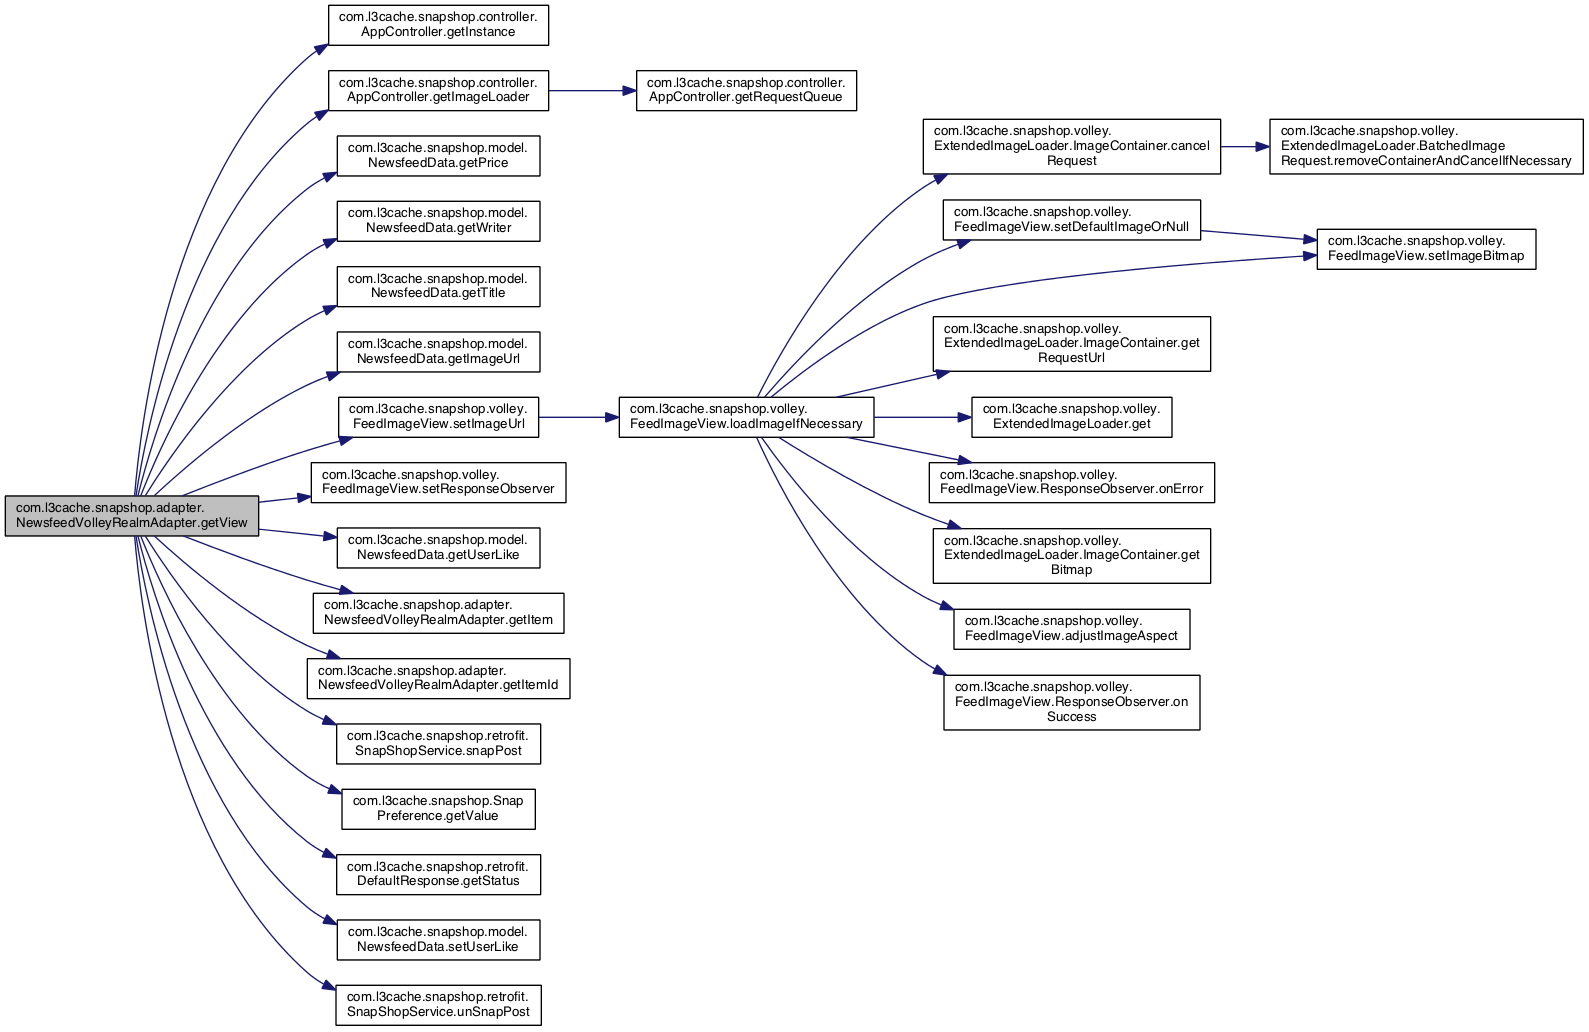 com.l3cache.snapshop.adapter.
NewsfeedVolleyRealmAdapter.getView
com.l3cache.snapshop.controller.
AppController.getInstance
com.l3cache.snapshop.controller.
AppController.getImageLoader
com.l3cache.snapshop.controller.
AppController.getRequestQueue
com.l3cache.snapshop.model.
NewsfeedData.getPrice
com.l3cache.snapshop.model.
NewsfeedData.getWriter
com.l3cache.snapshop.model.
NewsfeedData.getTitle
com.l3cache.snapshop.model.
NewsfeedData.getImageUrl
com.l3cache.snapshop.volley.
FeedImageView.setImageUrl
com.l3cache.snapshop.volley.
FeedImageView.loadImageIfNecessary
com.l3cache.snapshop.volley.
ExtendedImageLoader.ImageContainer.cancel
Request
com.l3cache.snapshop.volley.
ExtendedImageLoader.BatchedImage
Request.removeContainerAndCancelIfNecessary
com.l3cache.snapshop.volley.
FeedImageView.setDefaultImageOrNull
com.l3cache.snapshop.volley.
FeedImageView.setImageBitmap
com.l3cache.snapshop.volley.
ExtendedImageLoader.ImageContainer.get
RequestUrl
com.l3cache.snapshop.volley.
ExtendedImageLoader.get
com.l3cache.snapshop.volley.
FeedImageView.ResponseObserver.onError
com.l3cache.snapshop.volley.
ExtendedImageLoader.ImageContainer.get
Bitmap
com.l3cache.snapshop.volley.
FeedImageView.adjustImageAspect
com.l3cache.snapshop.volley.
FeedImageView.ResponseObserver.on
Success
com.l3cache.snapshop.volley.
FeedImageView.setResponseObserver
com.l3cache.snapshop.model.
NewsfeedData.getUserLike
com.l3cache.snapshop.adapter.
NewsfeedVolleyRealmAdapter.getItem
com.l3cache.snapshop.adapter.
NewsfeedVolleyRealmAdapter.getItemId
com.l3cache.snapshop.retrofit.
SnapShopService.snapPost
com.l3cache.snapshop.Snap
Preference.getValue
com.l3cache.snapshop.retrofit.
DefaultResponse.getStatus
com.l3cache.snapshop.model.
NewsfeedData.setUserLike
com.l3cache.snapshop.retrofit.
SnapShopService.unSnapPost